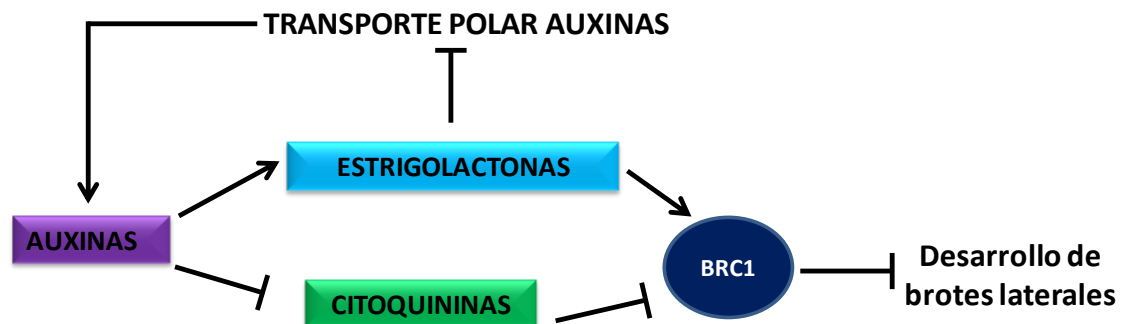 TRANSPORTE POLAR AUXINAS
ESTRIGOLACTONAS
AUXINAS
BRC1
Desarrollo de
brotes laterales
CITOQUININAS